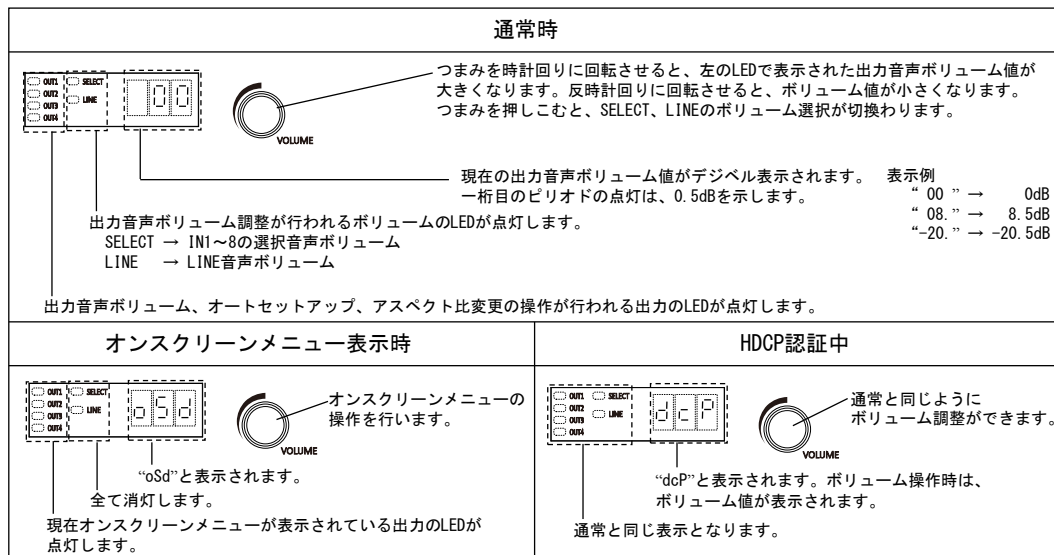 通常時
OUT1
OUT2
OUT3
OUT4
SELECT
LINE
00
VOLUME
つまみを時計回りに回転させると、左のLEDで表示された出力音声ボリューム値が
大きくなります。反時計回りに回転させると、ボリューム値が小さくなります。
つまみを押しこむと、SELECT、LINEのボリューム選択が切換わります。
現在の出力音声ボリューム値がデジベル表示されます。
一桁目のピリオドの点灯は、0.5dBを示します。
表示例
“ 00 ” → 0dB
“ 08. ” → 8.5dB
“-20. ” → -20.5dB
出力音声ボリューム調整が行われるボリュームのLEDが点灯します。
SELECT → IN1～8の選択音声ボリューム
LINE → LINE音声ボリューム
出力音声ボリューム、オートセットアップ、アスペクト比変更の操作が行われる出力のLEDが点灯します。
オンスクリーンメニュー表示時
OUT1
OUT2
OUT3
OUT4
SELECT
LINE
oSd
VOLUME
オンスクリーンメニューの
操作を行います。
“oSd”と表示されます。
全て消灯します。
現在オンスクリーンメニューが表示されている出力のLEDが
点灯します。
HDCP認証中
OUT1
OUT2
OUT3
OUT4
SELECT
LINE
dcP
VOLUME
通常と同じように
ボリューム調整ができます。
“dcP”と表示されます。ボリューム操作時は、
ボリューム値が表示されます。
通常と同じ表示となります。